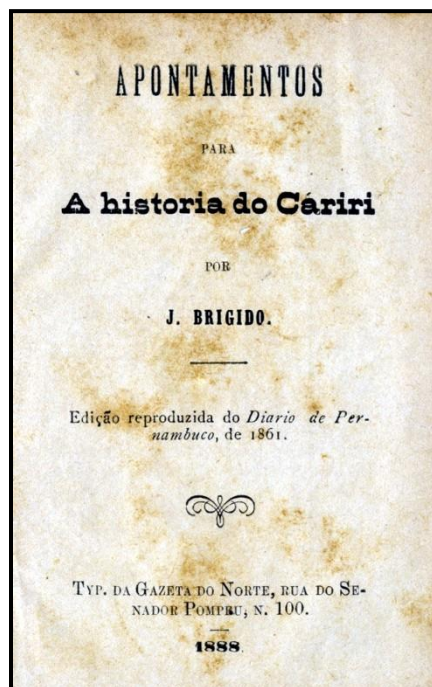 APONTAMENTOS
PARA
A historia do Cáriri
POR
J. BRIGIDO.
Edição reproduzida do Diario de Per-
nambuco, de 1861.
TYP. DA GAZETA DO NORTE, RUA DO SE-
NADOR POMPEU, N. 100.
1888.